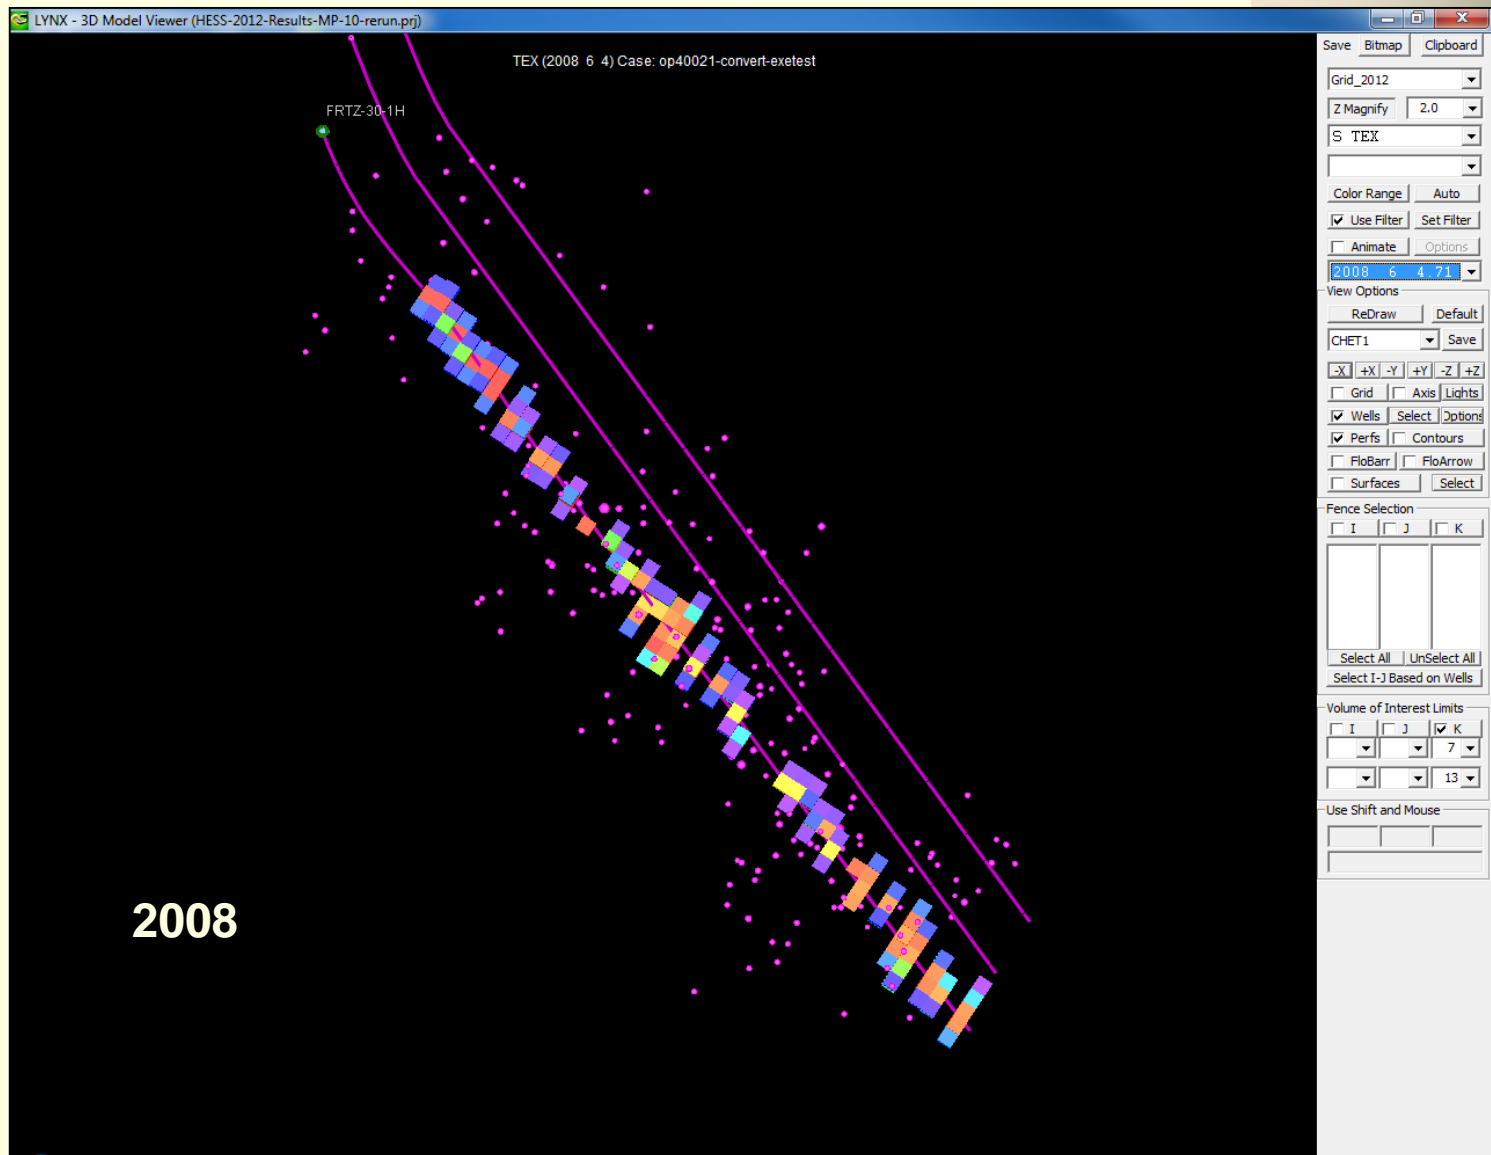 LYNX - 3D Model Viewer (HESS-2012-Results-MP-10-rerun.prj)
TEX (2008  6  4) Case: op40021-convert-exetest
FRTZ-30-1H
2008
Save Bitmap Clipboard
Grid_2012
Z Magnify 2.0
S TEX
Color Range Auto
Use Filter Set Filter
Animate Options
2008  6  4.71
View Options
ReDraw Default
CHET1 Save
-X +X -Y +Y -Z +Z
Grid Axis Lights
Wells Select Options
Perfs Contours
FloBarr FloArrow
Surfaces Select
Fence Selection
I J K
Select All UnSelect All
Select I-J Based on Wells
Volume of Interest Limits
I J K
7
13
Use Shift and Mouse